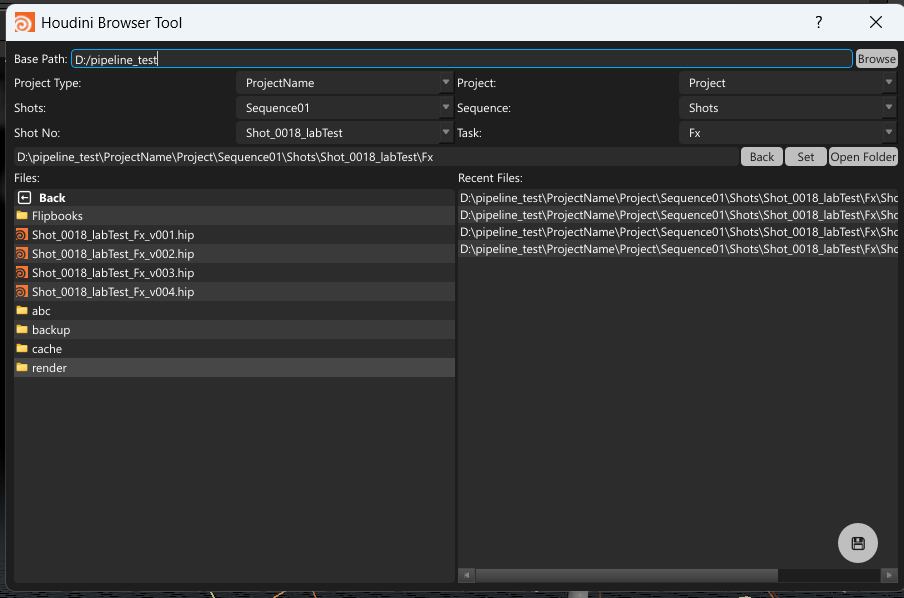 Houdini Browser Tool ?
Base Path: D:/pipeline_test Browse
Project Type: ProjectName Project: Project
Shots: Sequence01 Sequence: Shots
Shot No: Shot_0018_labTest Task: Fx
D:\pipeline_test\ProjectName\Project\Sequence01\Shots\Shot_0018_labTest\Fx Back Set Open Folder
Files: Recent Files:
Back
Flipbooks
Shot_0018_labTest_Fx_v001.hip
Shot_0018_labTest_Fx_v002.hip
Shot_0018_labTest_Fx_v003.hip
Shot_0018_labTest_Fx_v004.hip
abc
backup
cache
render
D:\pipeline_test\ProjectName\Project\Sequence01\Shots\Shot_0018_labTest\Fx\Sho
D:\pipeline_test\ProjectName\Project\Sequence01\Shots\Shot_0018_labTest\Fx\Sho
D:\pipeline_test\ProjectName\Project\Sequence01\Shots\Shot_0018_labTest\Fx\Sho
D:\pipeline_test\ProjectName\Project\Sequence01\Shots\Shot_0018_labTest\Fx\Sho